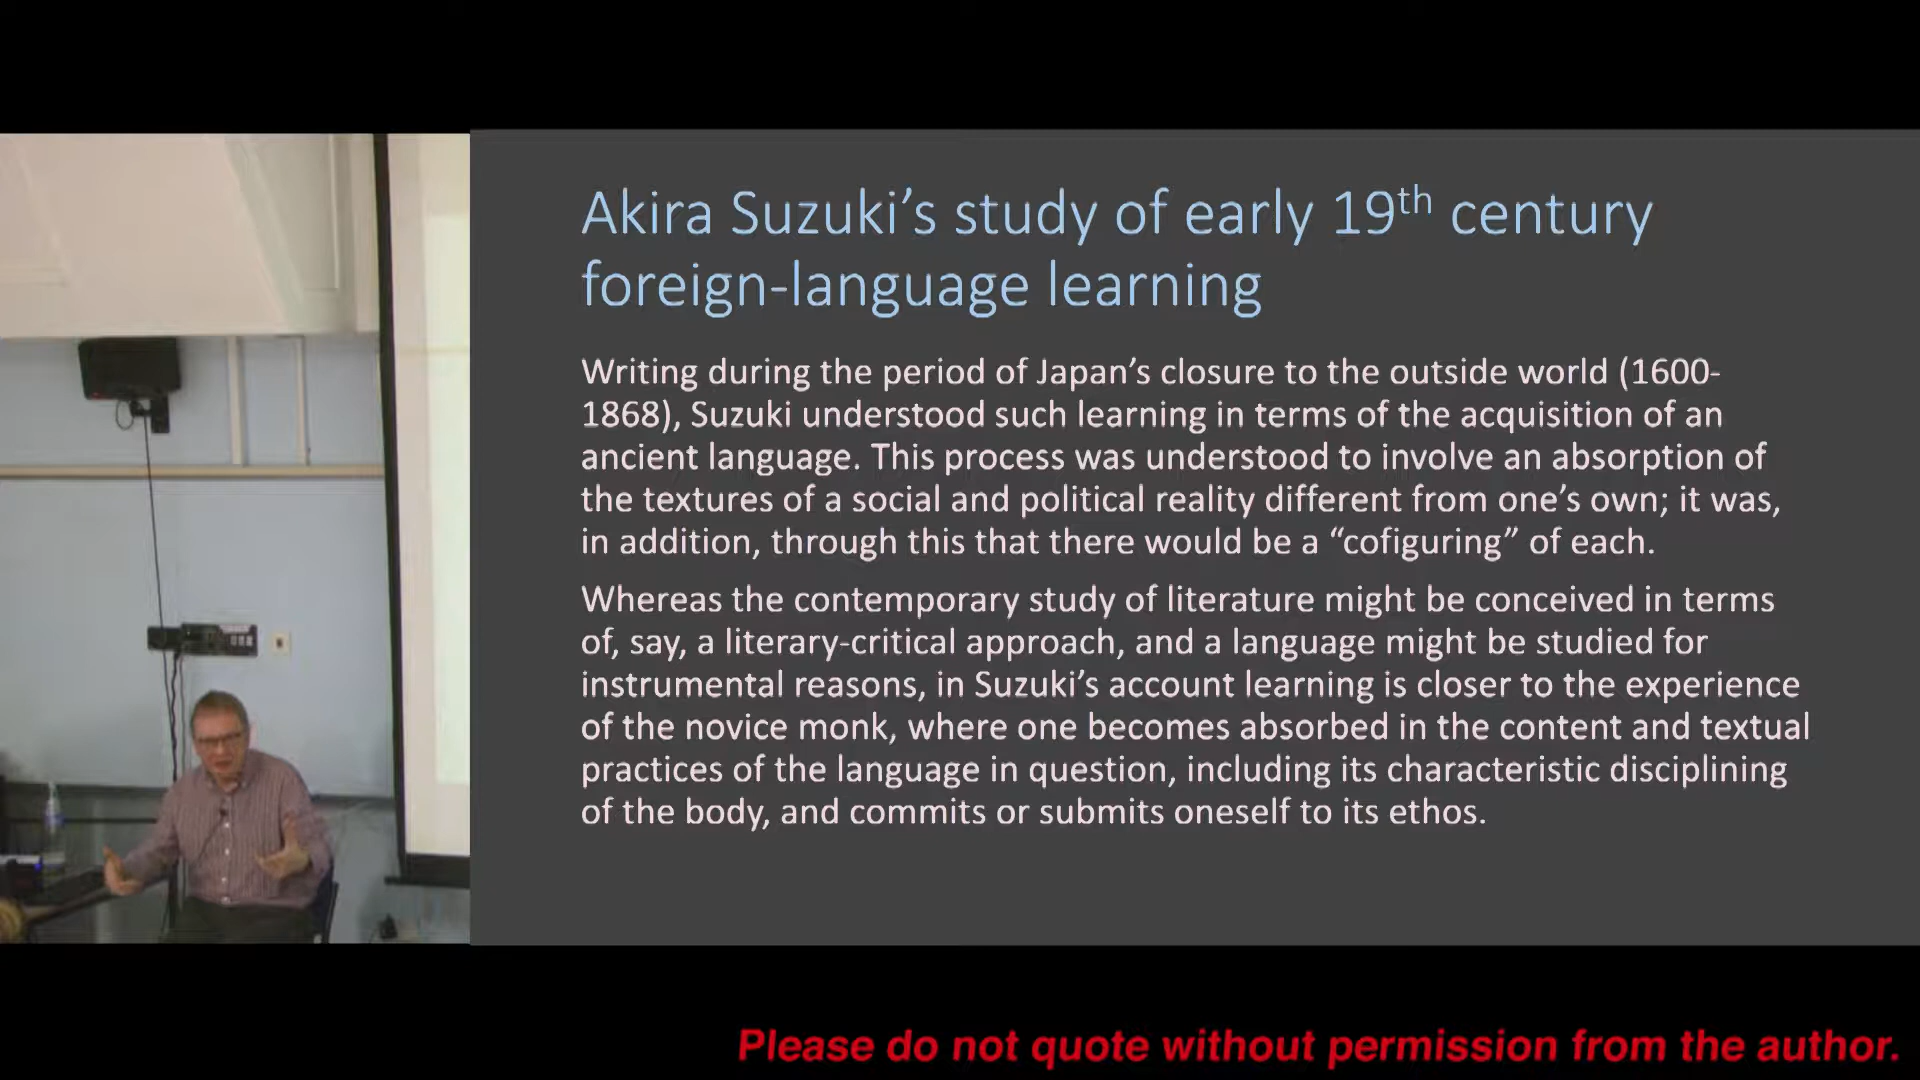 Akira Suzuki’s study of early 19th century
foreign-language learning
Writing during the period of Japan’s closure to the outside world (1600-
1868), Suzuki understood such learning in terms of the acquisition of an
ancient language. This process was understood to involve an absorption of
the textures of a social and political reality different from one’s own; it was,
in addition, through this that there would be a “cofiguring” of each.
Whereas the contemporary study of literature might be conceived in terms
of, say, a literary-critical approach, and a language might be studied for
instrumental reasons, in Suzuki’s account learning is closer to the experience
of the novice monk, where one becomes absorbed in the content and textual
practices of the language in question, including its characteristic disciplining
of the body, and commits or submits oneself to its ethos.
Please do not quote without permission from the author.